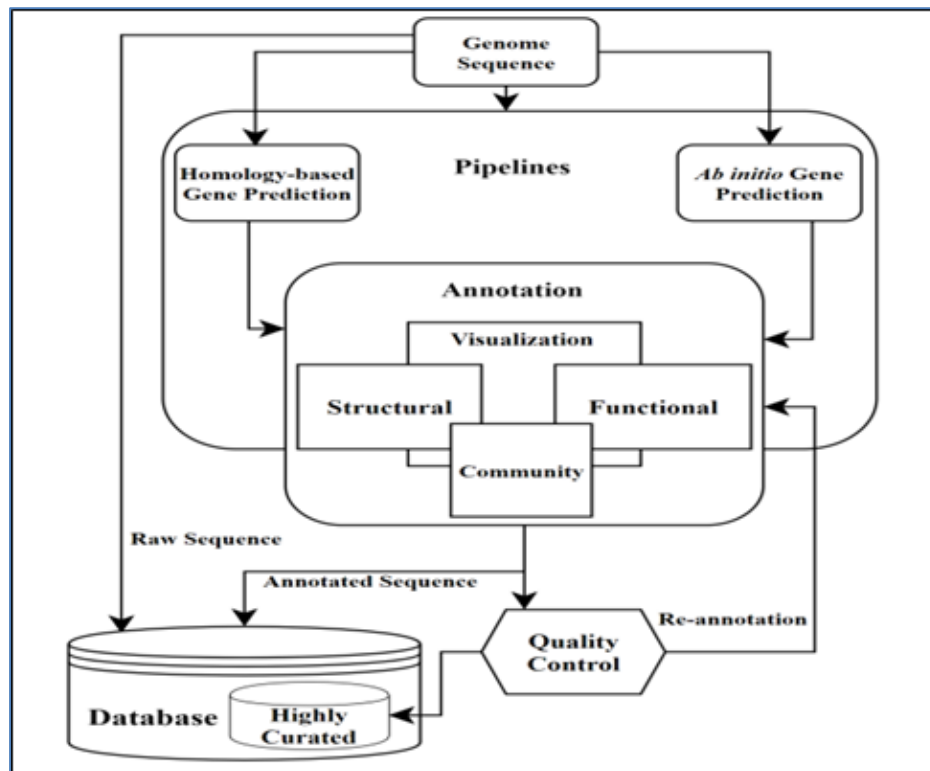 Genome
Sequence
Pipelines
Homology-based
Gene Prediction
Ab initio Gene
Prediction
Annotation
Visualization
Structural
Functional
Community
Raw Sequence
Annotated Sequence
Re-annotation
Quality
Control
Database
Highly
Curated